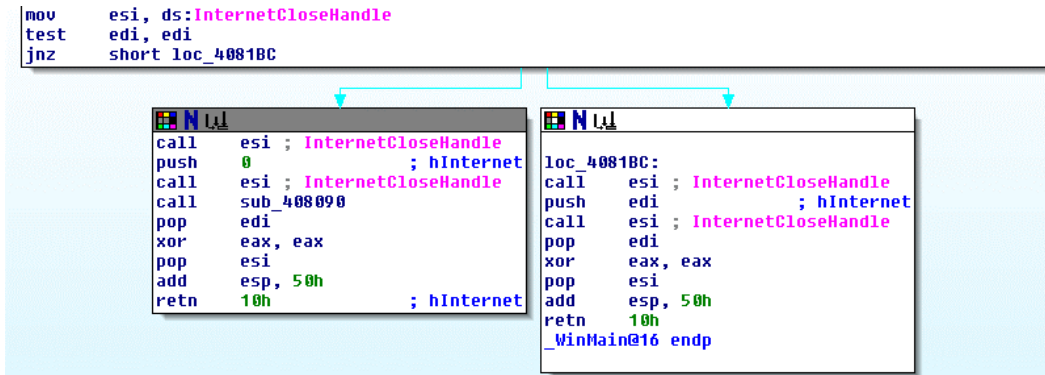 mov esi, ds:InternetCloseHandle
test edi, edi
jnz short loc_4081BC
call esi ; InternetCloseHandle
push 0 ; hInternet
call esi ; InternetCloseHandle
call sub_408090
pop edi
xor eax, eax
pop esi
add esp, 50h
retn 10h ; hInternet
loc_4081BC:
call esi ; InternetCloseHandle
push edi ; hInternet
call esi ; InternetCloseHandle
pop edi
xor eax, eax
pop esi
add esp, 50h
retn 10h
_WinMain@16 endp